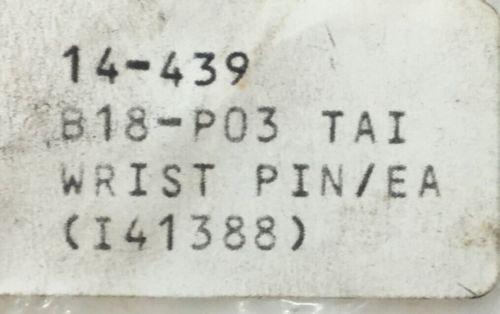 14-439
B18-P03 TAI
WRIST PIN/EA
(I41388)